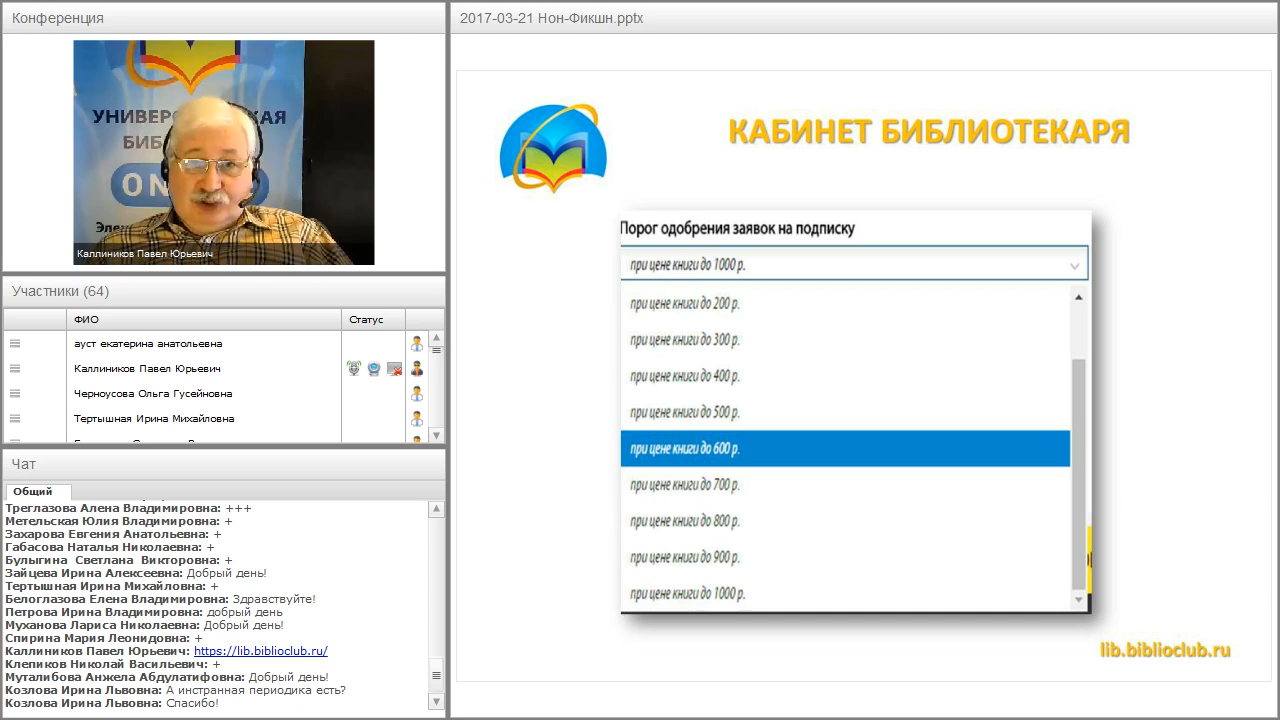 Конференция
УНИВЕР КАЯ
БИБ
ON
Эле
Каллиников Павел Юрьевич
Участники (64)
ФИО Статус
ауст екатерина анатольевна
Каллиников Павел Юрьевич
Черноусова Ольга Гусейновна
Тертышная Ирина Михайловна
Чат
Общий
Треглазова Алена Владимировна: +++
Метельская Юлия Владимировна: +
Захарова Евгения Анатольевна: +
Габасова Наталья Николаевна: +
Булыгина Светлана Викторовна: +
Зайцева Ирина Алексеевна: Добрый день!
Тертышная Ирина Михайловна: +
Белоглазова Елена Владимировна: Здравствуйте!
Петрова Ирина Владимировна: добрый день
Муханова Лариса Николаевна: Добрый день!
Спирина Мария Леонидовна: +
Каллиников Павел Юрьевич: https://lib.biblioclub.ru/
Клепиков Николай Васильевич: +
Муталибова Анжела Абдулатифовна: Добрый день!
Козлова Ирина Львовна: А инстранная периодика есть?
Козлова Ирина Львовна: Спасибо!
2017-03-21 Нон-Фикшн.pptx
КАБИНЕТ БИБЛИОТЕКАРЯ
Порог одобрения заявок на подписку
при цене книги до 1000 р.
при цене книги до 200 р.
при цене книги до 300 р.
при цене книги до 400 р.
при цене книги до 500 р.
при цене книги до 600 р.
при цене книги до 700 р.
при цене книги до 800 р.
при цене книги до 900 р.
при цене книги до 1000 р.
lib.biblioclub.ru